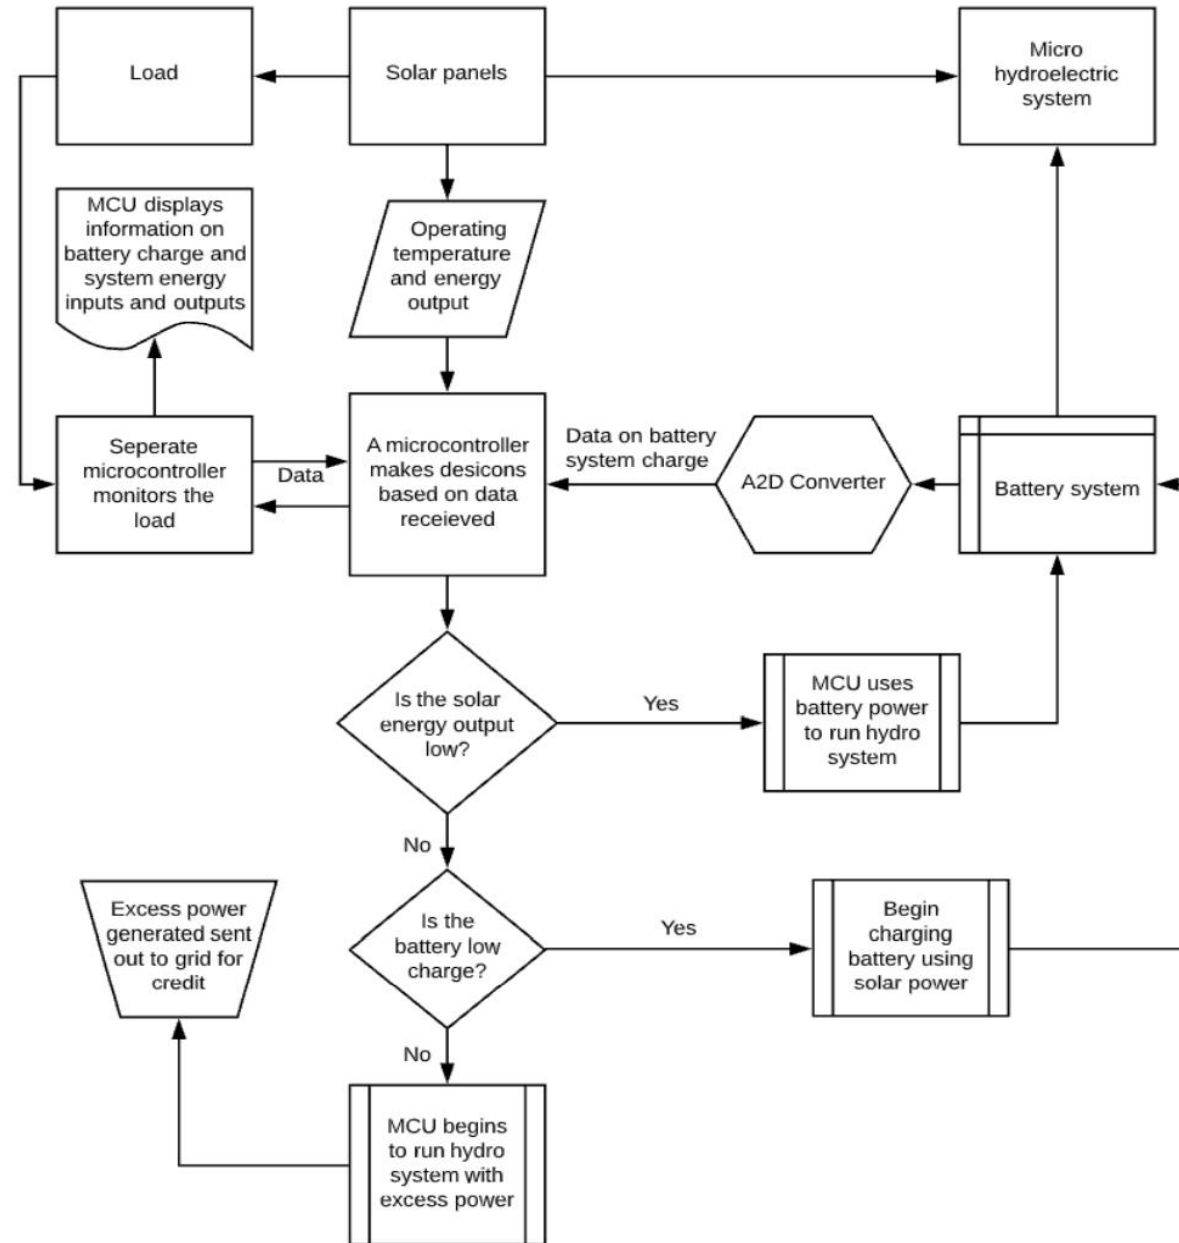 Load
Solar panels
Micro
hydroelectric
system
MCU displays
information on
battery charge and
system energy
inputs and outputs
Operating
temperature
and energy
output
Seperate
microcontroller
monitors the
load
Data
A microcontroller
makes desicons
based on data
receieved
Data on battery
system charge
A2D Converter
Battery system
Is the solar
energy output
low?
Yes
MCU uses
battery power
to run hydro
system
No
Excess power
generated sent
out to grid for
credit
Is the
battery low
charge?
Yes
Begin
charging
battery using
solar power
No
MCU begins
to run hydro
system with
excess power